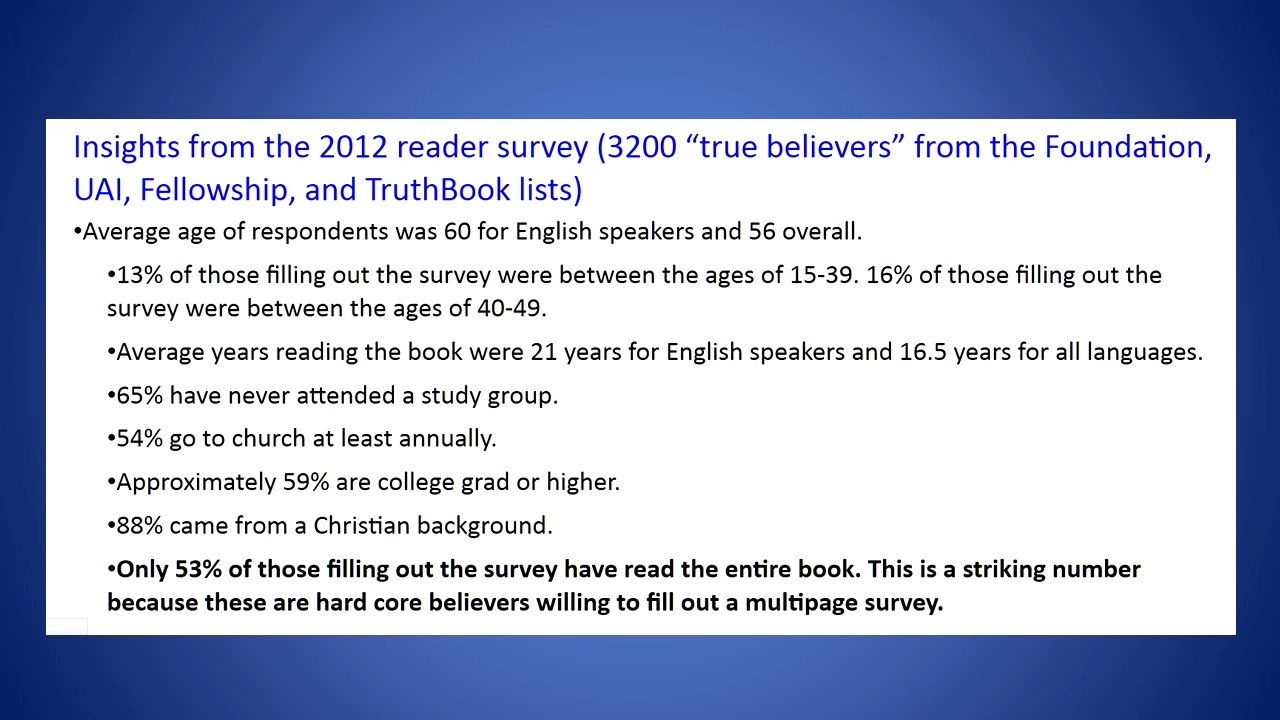 Insights from the 2012 reader survey (3200 “true believers” from the Foundation,
UAI, Fellowship, and TruthBook lists)
•Average age of respondents was 60 for English speakers and 56 overall.
•13% of those filling out the survey were between the ages of 15-39. 16% of those filling out the
survey were between the ages of 40-49.
•Average years reading the book were 21 years for English speakers and 16.5 years for all languages.
•65% have never attended a study group.
•54% go to church at least annually.
•Approximately 59% are college grad or higher.
•88% came from a Christian background.
•Only 53% of those filling out the survey have read the entire book. This is a striking number
because these are hard core believers willing to fill out a multipage survey.